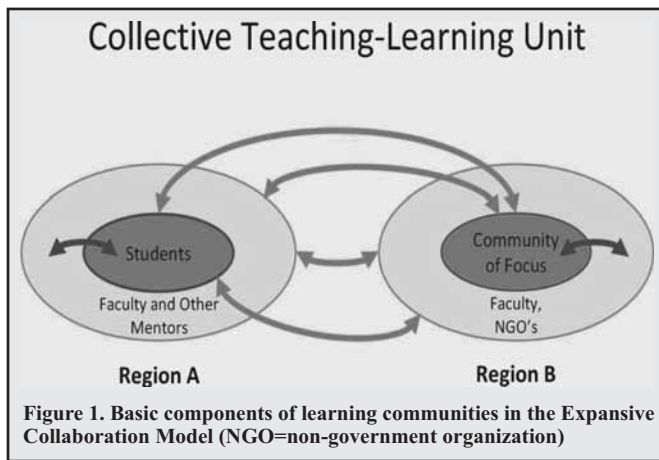 Collective Teaching-Learning Unit
Students
Faculty and Other
Mentors
Region A
Community
of Focus
Faculty,
NGO's
Region B
Figure 1. Basic components of learning communities in the Expansive
Collaboration Model (NGO=non-government organization)